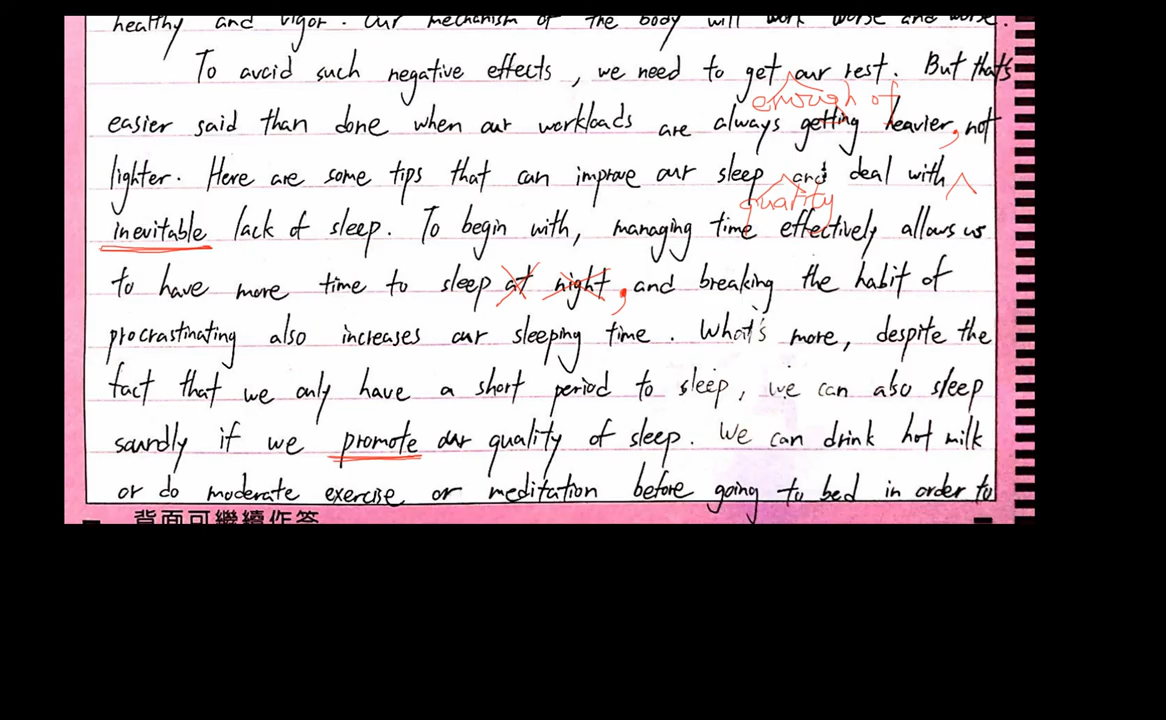 healthy and vigor. Our mechanism of the body will work worse and worse.
To avoid such negative effects, we need to get our rest. But that's
enough of
easier said than done when our workloads are always getting heavier, not
lighter. Here are some tips that can improve our sleep and deal with
quality
inevitable lack of sleep. To begin with, managing time effectively allows us
to have more time to sleep at night, and breaking the habit of
procrastinating also increases our sleeping time. What's more, despite the
fact that we only have a short period to sleep, we can also sleep
soundly if we promote our quality of sleep. We can drink hot milk
or do moderate exercise or meditation before going to bed in order to
背面可繼續作答